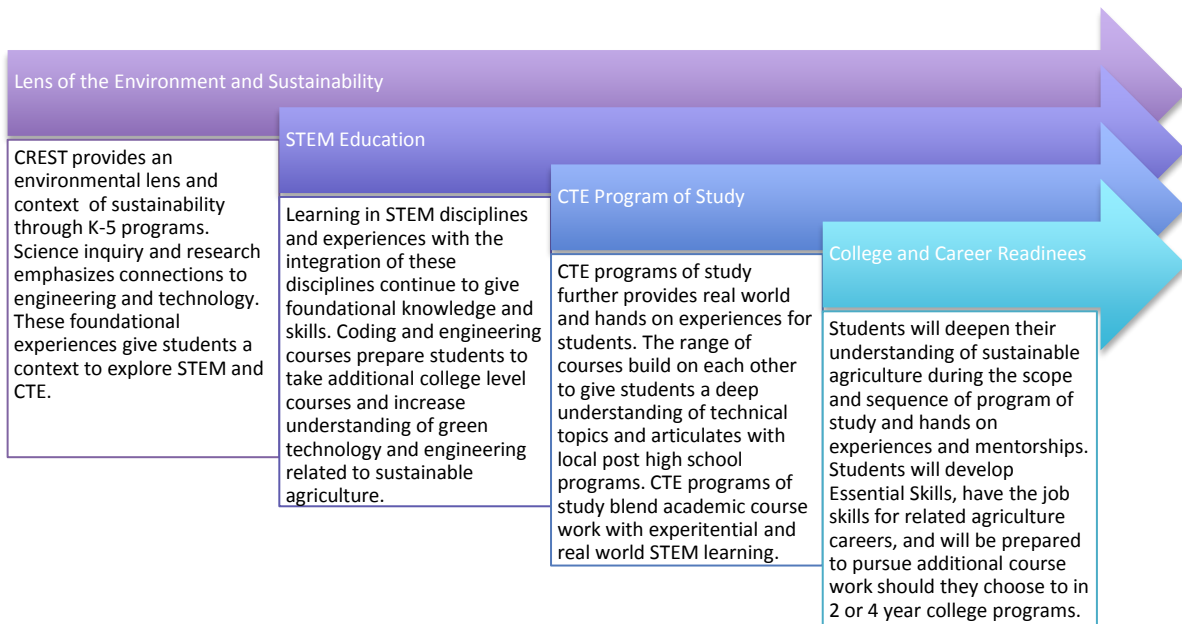 Lens of the Environment and Sustainability
CREST provides an
environmental lens and
context of sustainability
through K-5 programs.
Science inquiry and research
emphasizes connections to
engineering and technology.
These foundational
experiences give students a
context to explore STEM and
CTE.
STEM Education
Learning in STEM disciplines
and experiences with the
integration of these
disciplines continue to give
foundational knowledge and
skills. Coding and engineering
courses prepare students to
take additional college level
courses and increase
understanding of green
technology and engineering
related to sustainable
agriculture.
CTE Program of Study
CTE programs of study
further provides real world
and hands on experiences for
students. The range of
courses build on each other
to give students a deep
understanding of technical
topics and articulates with
local post high school
programs. CTE programs of
study blend academic course
work with experitential and
real world STEM learning.
College and Career Readinees
Students will deepen their
understanding of sustainable
agriculture during the scope
and sequence of program of
study and hands on
experiences and mentorships.
Students will develop
Essential Skills, have the job
skills for related agriculture
careers, and will be prepared
to pursue additional course
work should they choose to in
2 or 4 year college programs.